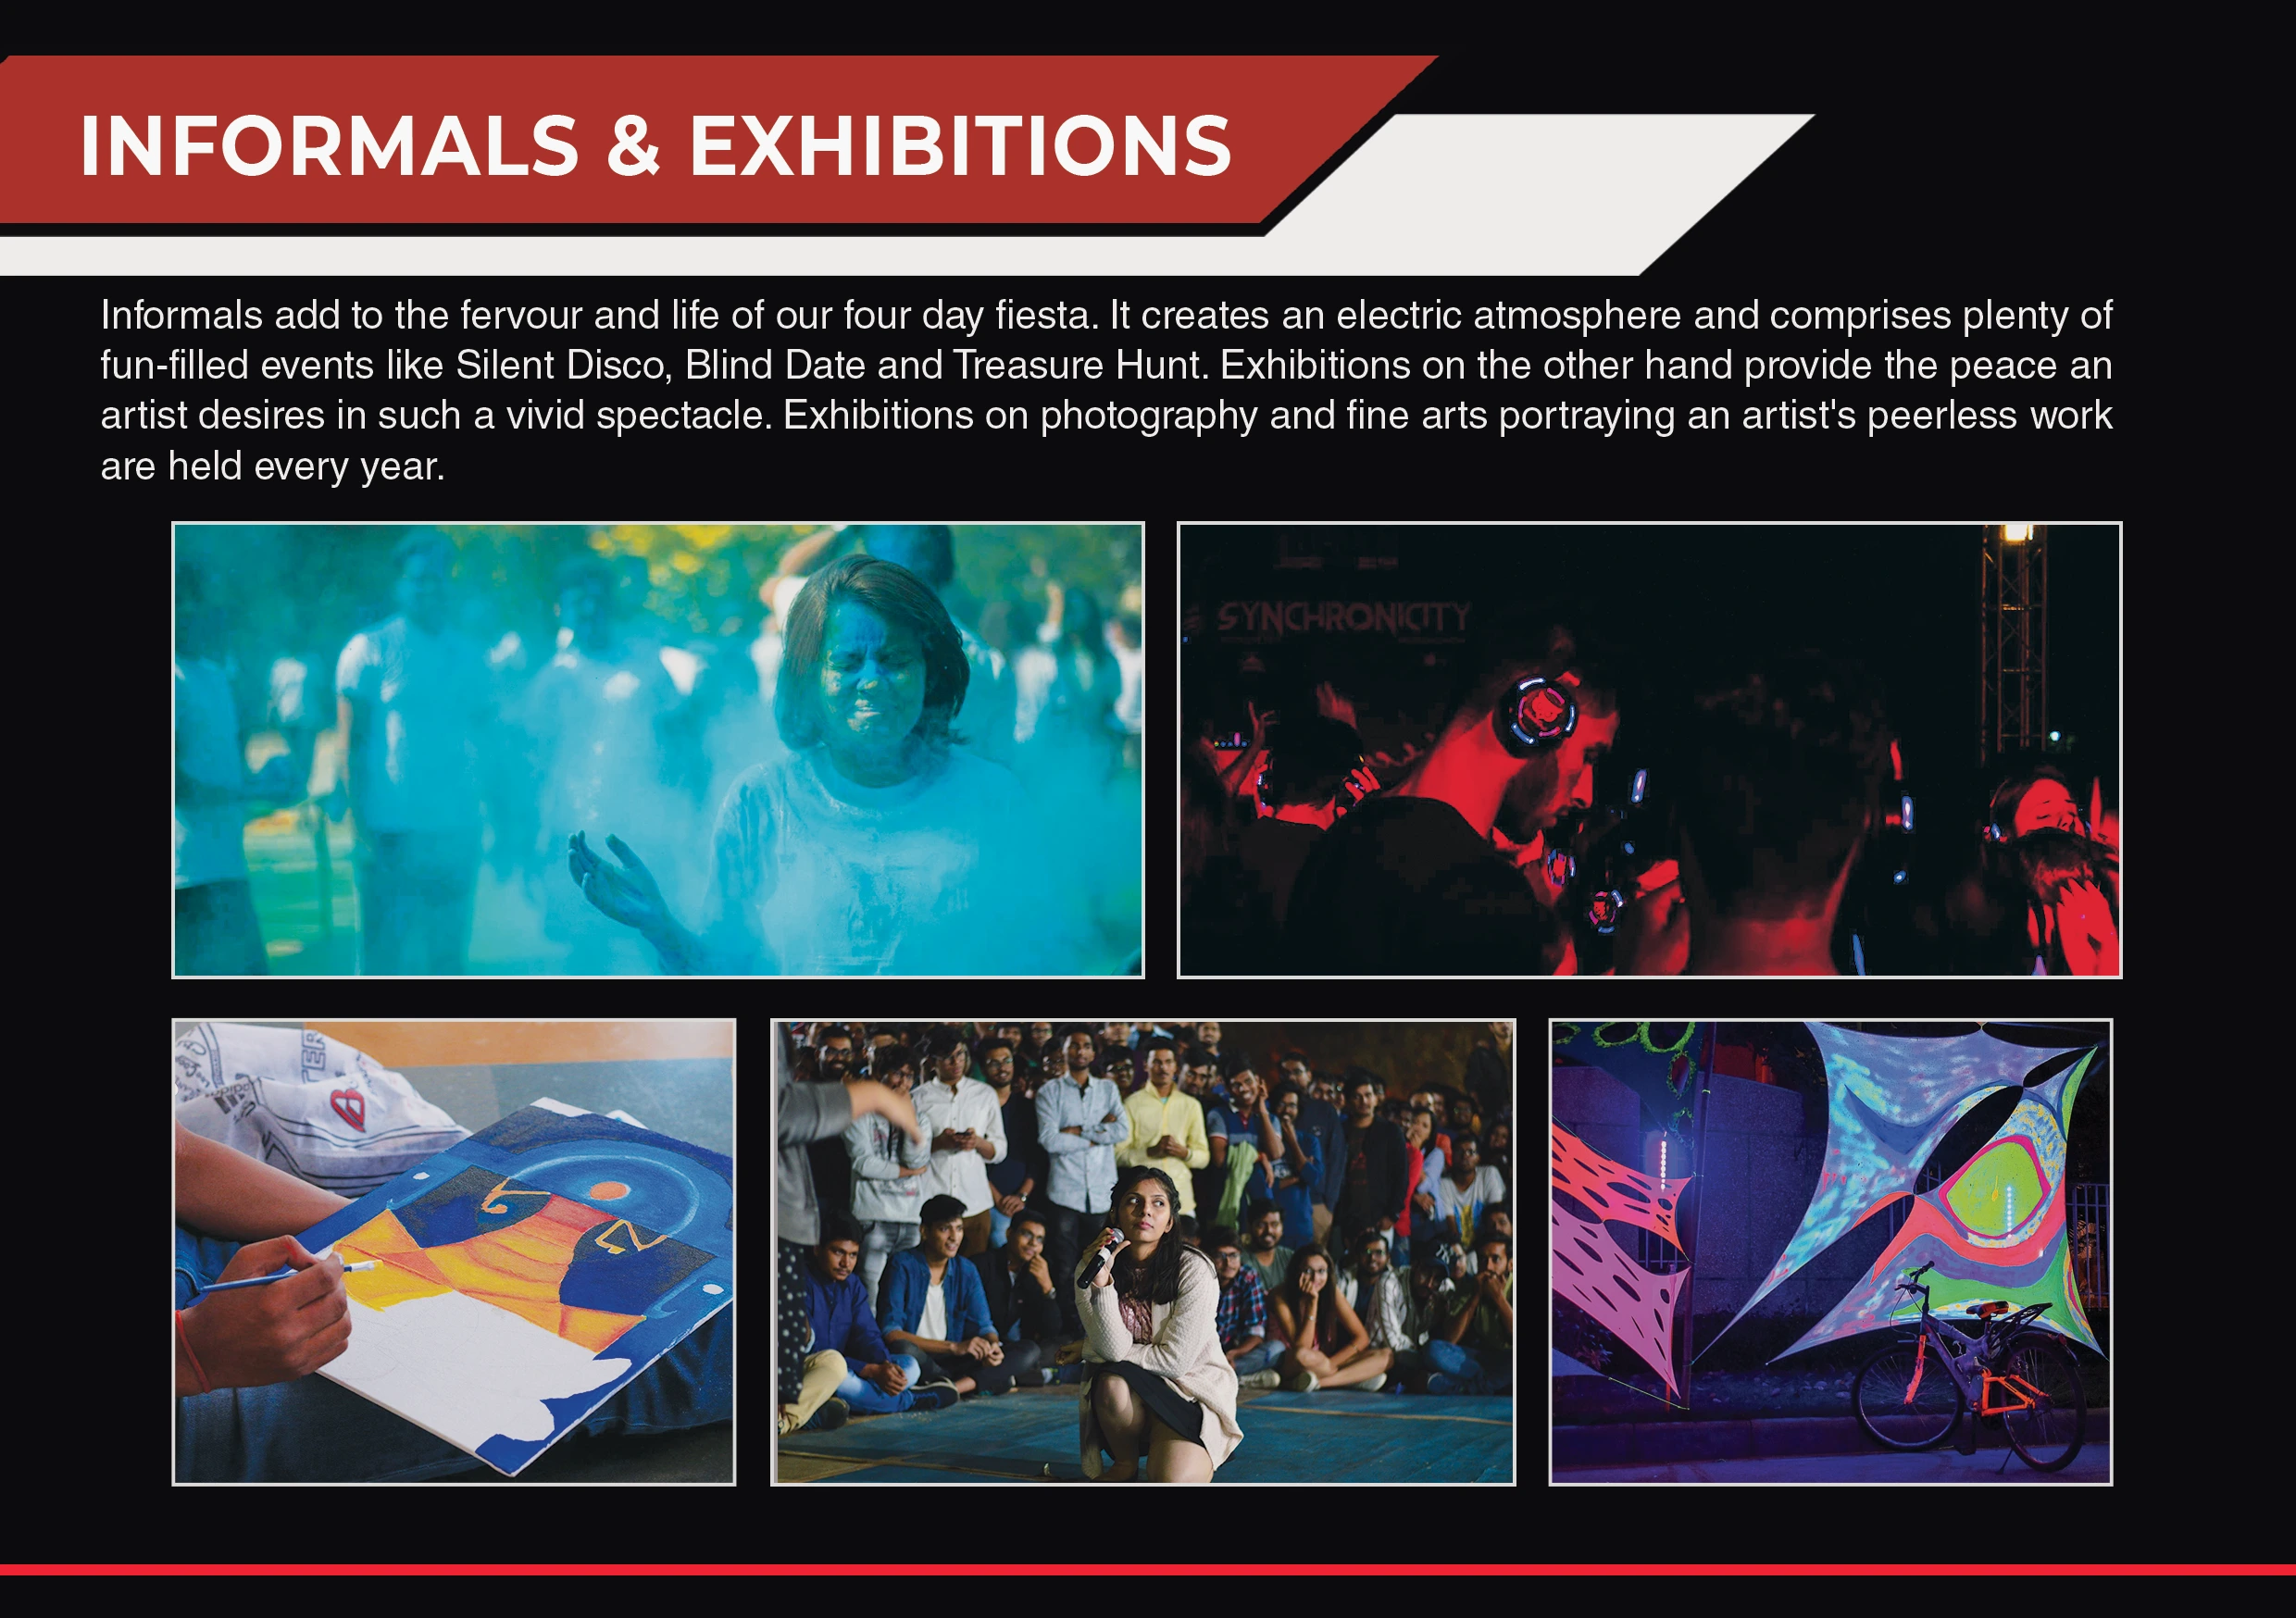 INFORMALS & EXHIBITIONS
Informals add to the fervour and life of our four day fiesta. It creates an electric atmosphere and comprises plenty of
fun-filled events like Silent Disco, Blind Date and Treasure Hunt. Exhibitions on the other hand provide the peace an
artist desires in such a vivid spectacle. Exhibitions on photography and fine arts portraying an artist's peerless work
are held every year.
SYNCHRONICITY